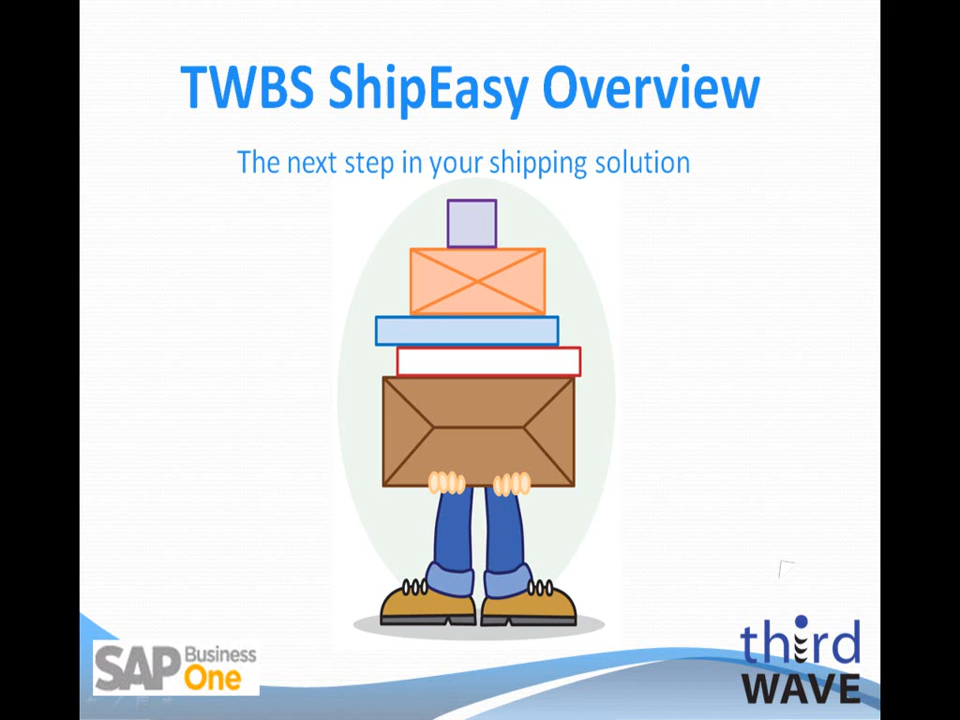 TWBS ShipEasy Overview
The next step in your shipping solution
SAP Business One
third
WAVE